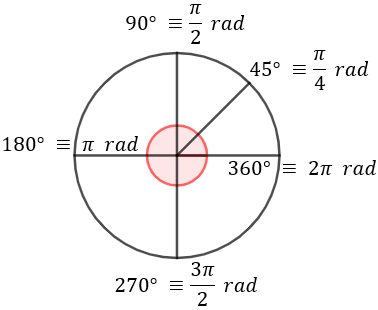 90° ≡ π/2 rad
45° ≡ π/4 rad
180° ≡ π rad
360° ≡ 2π rad
270° ≡ 3π/2 rad